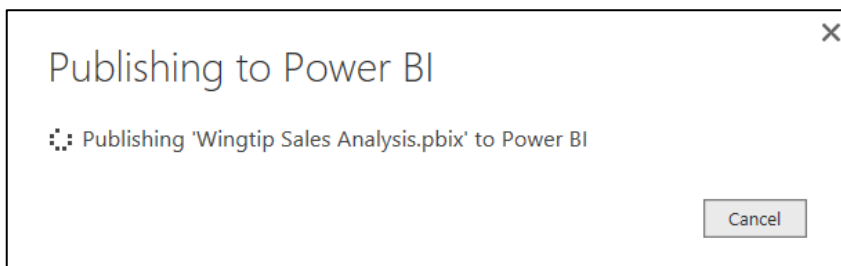 Publishing to Power BI
Publishing 'Wingtip Sales Analysis.pbix' to Power BI
Cancel